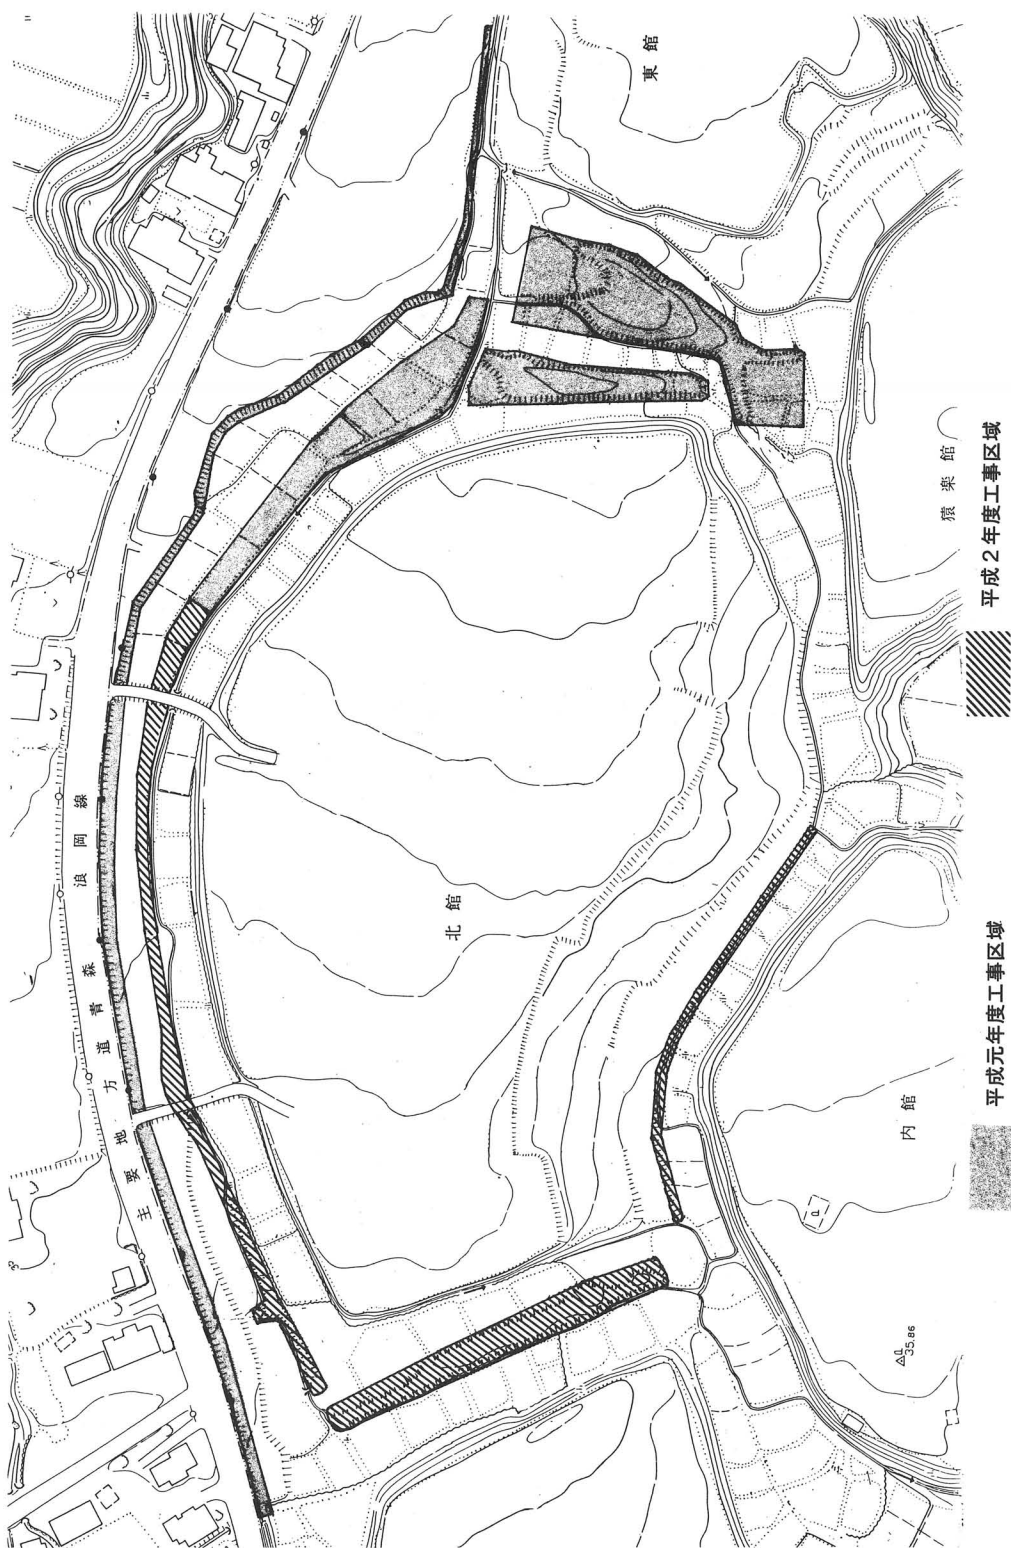 主要地方道青森浪岡線
東館
北館
猿楽館
内館
35.86
平成元年度工事区域
平成2年度工事区域